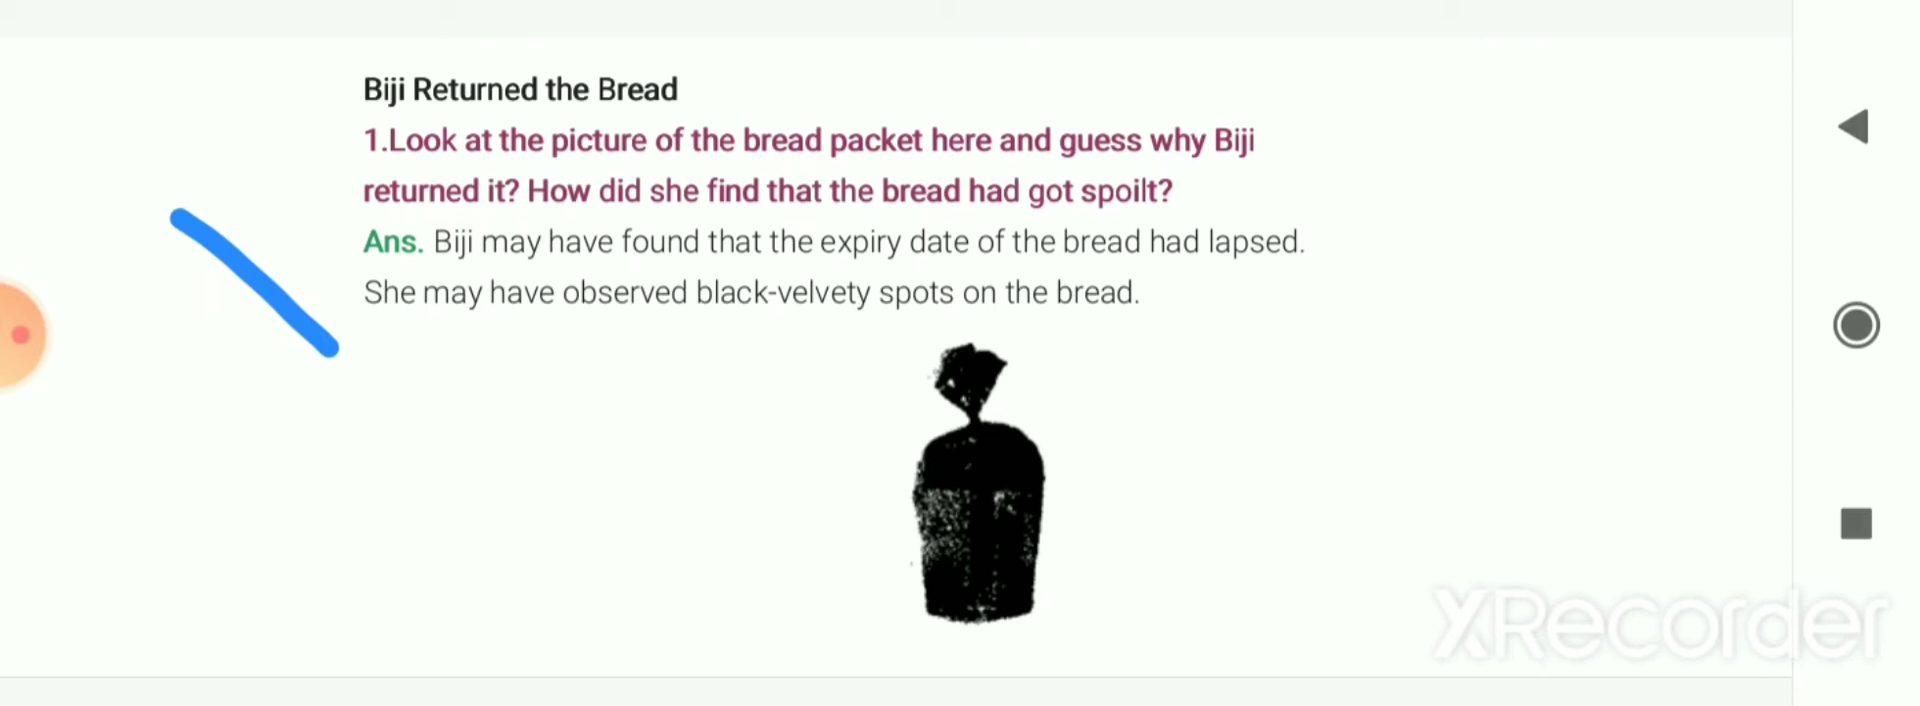 Biji Returned the Bread
1.Look at the picture of the bread packet here and guess why Biji
returned it? How did she find that the bread had got spoilt?
Ans. Biji may have found that the expiry date of the bread had lapsed.
She may have observed black-velvety spots on the bread.
XRecorder